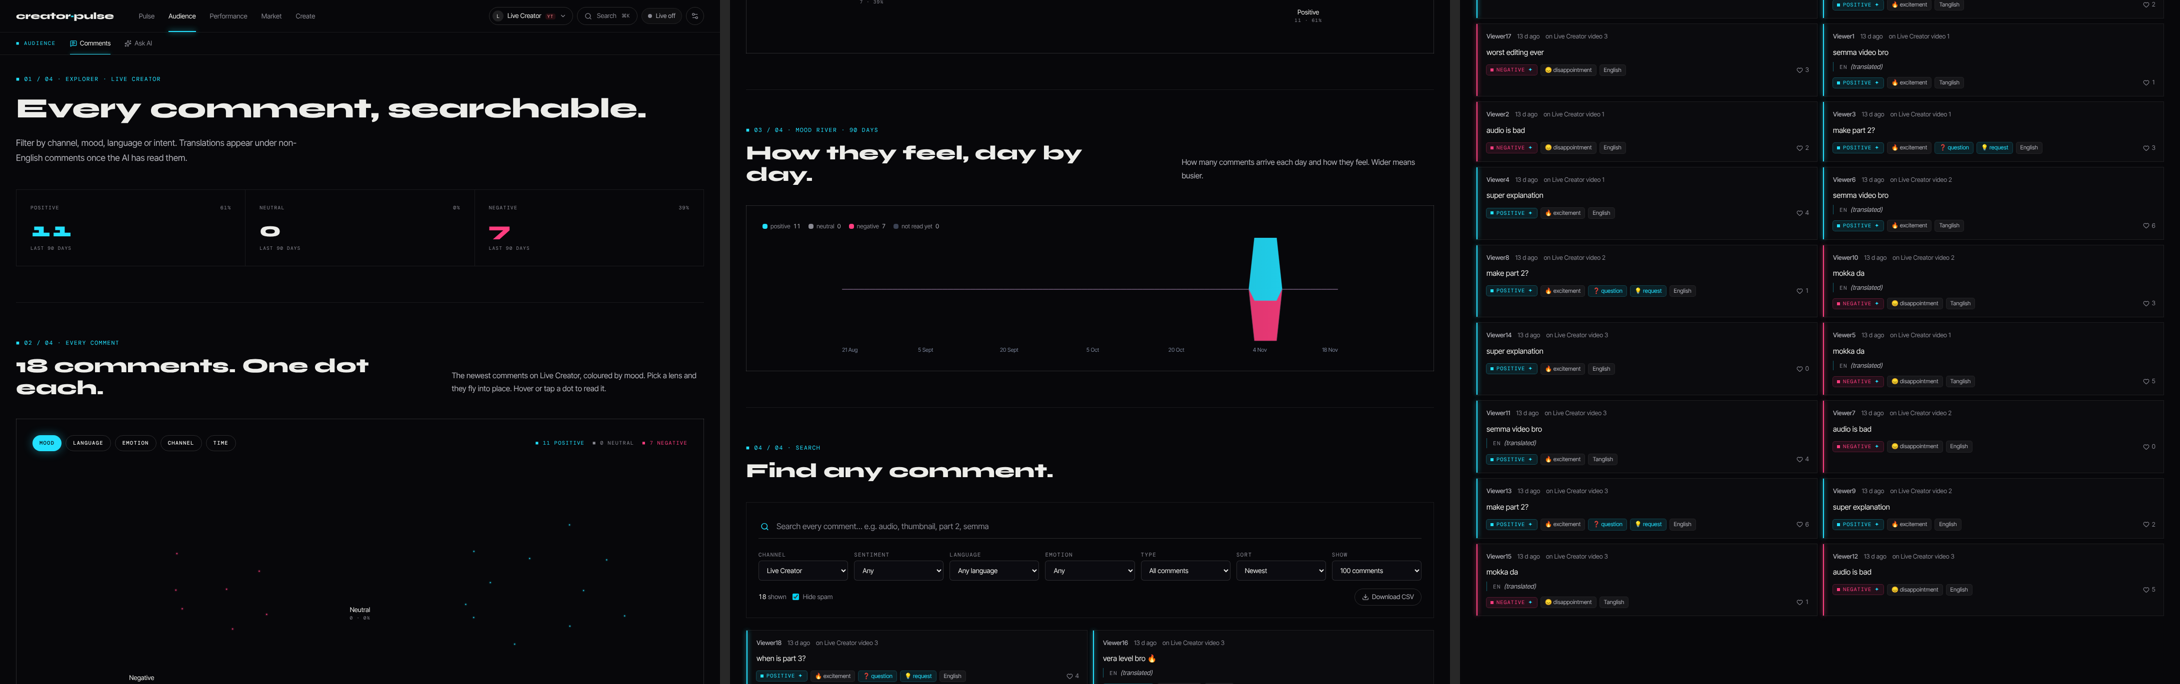 creator·pulse
Pulse
Audience
Performance
Market
Create
L Live Creator YT
Search ⌘K
Live off
AUDIENCE
Comments
Ask AI
01 / 04 · EXPLORER · LIVE CREATOR
Every comment, searchable.
Filter by channel, mood, language or intent. Translations appear under non-
English comments once the AI has read them.
POSITIVE 61%
11
LAST 90 DAYS
NEUTRAL 0%
0
LAST 90 DAYS
NEGATIVE 39%
7
LAST 90 DAYS
02 / 04 · EVERY COMMENT
18 comments. One dot
each.
The newest comments on Live Creator, coloured by mood. Pick a lens and
they fly into place. Hover or tap a dot to read it.
MOOD
LANGUAGE
EMOTION
CHANNEL
TIME
11 POSITIVE
0 NEUTRAL
7 NEGATIVE
Neutral
0 · 0%
Negative
7 · 39%
Positive
11 · 61%
03 / 04 · MOOD RIVER · 90 DAYS
How they feel, day by
day.
How many comments arrive each day and how they feel. Wider means
busier.
positive 11
neutral 0
negative 7
not read yet 0
21 Aug
5 Sept
20 Sept
5 Oct
20 Oct
4 Nov
18 Nov
04 / 04 · SEARCH
Find any comment.
Search every comment... e.g. audio, thumbnail, part 2, semma
CHANNEL
Live Creator
SENTIMENT
Any
LANGUAGE
Any language
EMOTION
Any
TYPE
All comments
SORT
Newest
SHOW
100 comments
18 shown
Hide spam
Download CSV
Viewer18 13 d ago on Live Creator video 3
when is part 3?
POSITIVE 🔥 excitement ❓ question 💡 request English 4
Viewer16 13 d ago on Live Creator video 3
vera level bro 🔥
EN (translated)
POSITIVE 🔥 excitement Tanglish 2
Viewer17 13 d ago on Live Creator video 3
worst editing ever
NEGATIVE 😞 disappointment English 3
Viewer1 13 d ago on Live Creator video 1
semma video bro
EN (translated)
POSITIVE 🔥 excitement Tanglish 1
Viewer2 13 d ago on Live Creator video 1
audio is bad
NEGATIVE 😞 disappointment English 2
Viewer3 13 d ago on Live Creator video 1
make part 2?
POSITIVE 🔥 excitement ❓ question 💡 request English 3
Viewer4 13 d ago on Live Creator video 1
super explanation
POSITIVE 🔥 excitement English 4
Viewer6 13 d ago on Live Creator video 2
semma video bro
EN (translated)
POSITIVE 🔥 excitement Tanglish 6
Viewer8 13 d ago on Live Creator video 2
make part 2?
POSITIVE 🔥 excitement ❓ question 💡 request English 1
Viewer10 13 d ago on Live Creator video 2
mokka da
EN (translated)
NEGATIVE 😞 disappointment Tanglish 3
Viewer14 13 d ago on Live Creator video 3
super explanation
POSITIVE 🔥 excitement English 0
Viewer5 13 d ago on Live Creator video 1
mokka da
EN (translated)
NEGATIVE 😞 disappointment Tanglish 5
Viewer11 13 d ago on Live Creator video 3
semma video bro
EN (translated)
POSITIVE 🔥 excitement Tanglish 4
Viewer7 13 d ago on Live Creator video 2
audio is bad
NEGATIVE 😞 disappointment English 0
Viewer13 13 d ago on Live Creator video 3
make part 2?
POSITIVE 🔥 excitement ❓ question 💡 request English 6
Viewer9 13 d ago on Live Creator video 2
super explanation
POSITIVE 🔥 excitement English 2
Viewer15 13 d ago on Live Creator video 3
mokka da
EN (translated)
NEGATIVE 😞 disappointment Tanglish 1
Viewer12 13 d ago on Live Creator video 3
audio is bad
NEGATIVE 😞 disappointment English 5